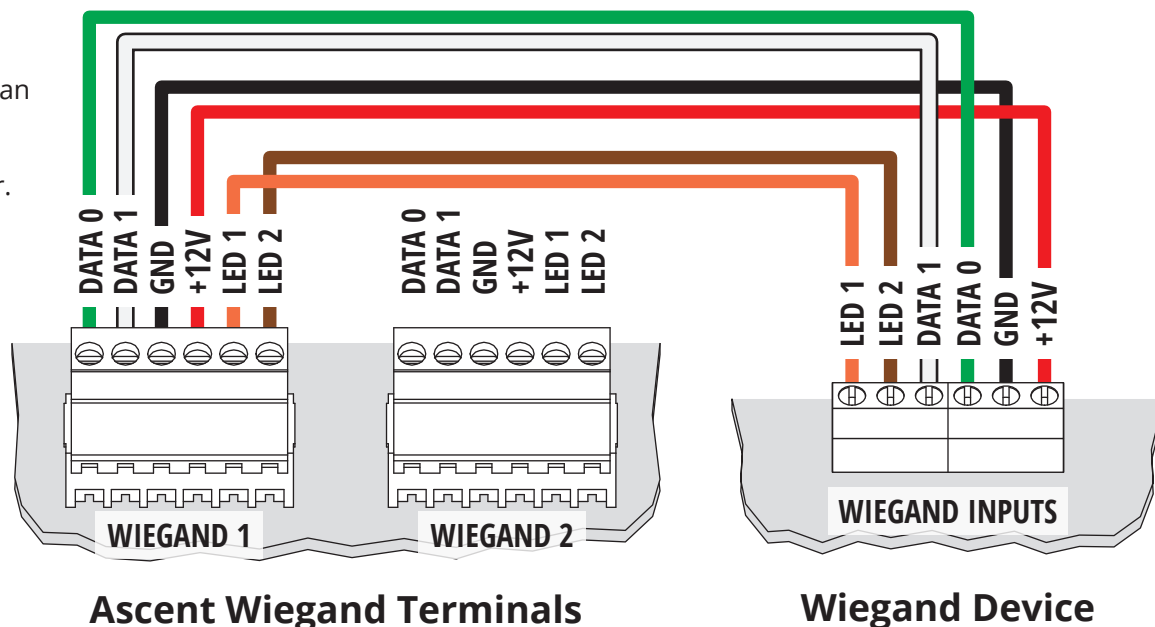 an
r.
DATA 0
DATA 1
GND
+12V
LED 1
LED 2
DATA 0
DATA 1
GND
+12V
LED 1
LED 2
LED 1
LED 2
DATA 1
DATA 0
GND
+12V
WIEGAND 1
WIEGAND 2
WIEGAND INPUTS
Ascent Wiegand Terminals
Wiegand Device